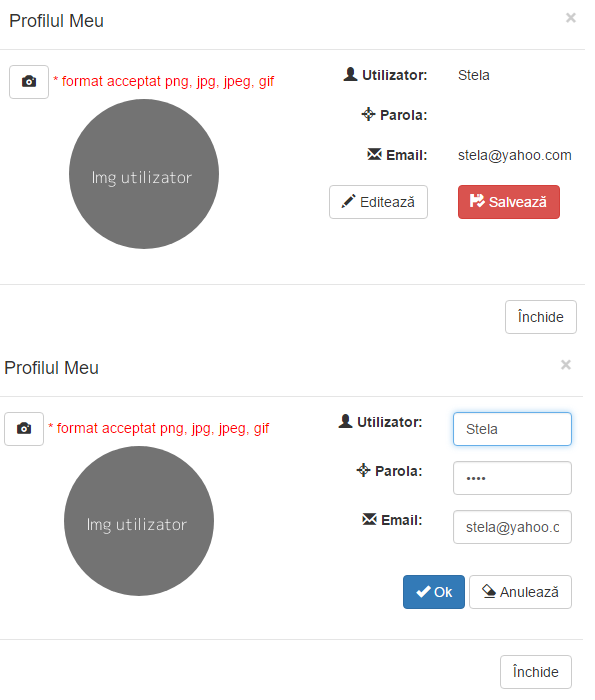 Profilul Meu ×
* format acceptat png, jpg, jpeg, gif
Utilizator: Stela
Parola:
Img utilizator
Email: stela@yahoo.com
Editează Salvează
Închide
Profilul Meu ×
* format acceptat png, jpg, jpeg, gif
Utilizator: Stela
Parola: ••••
Img utilizator
Email: stela@yahoo.c
Ok Anulează
Închide